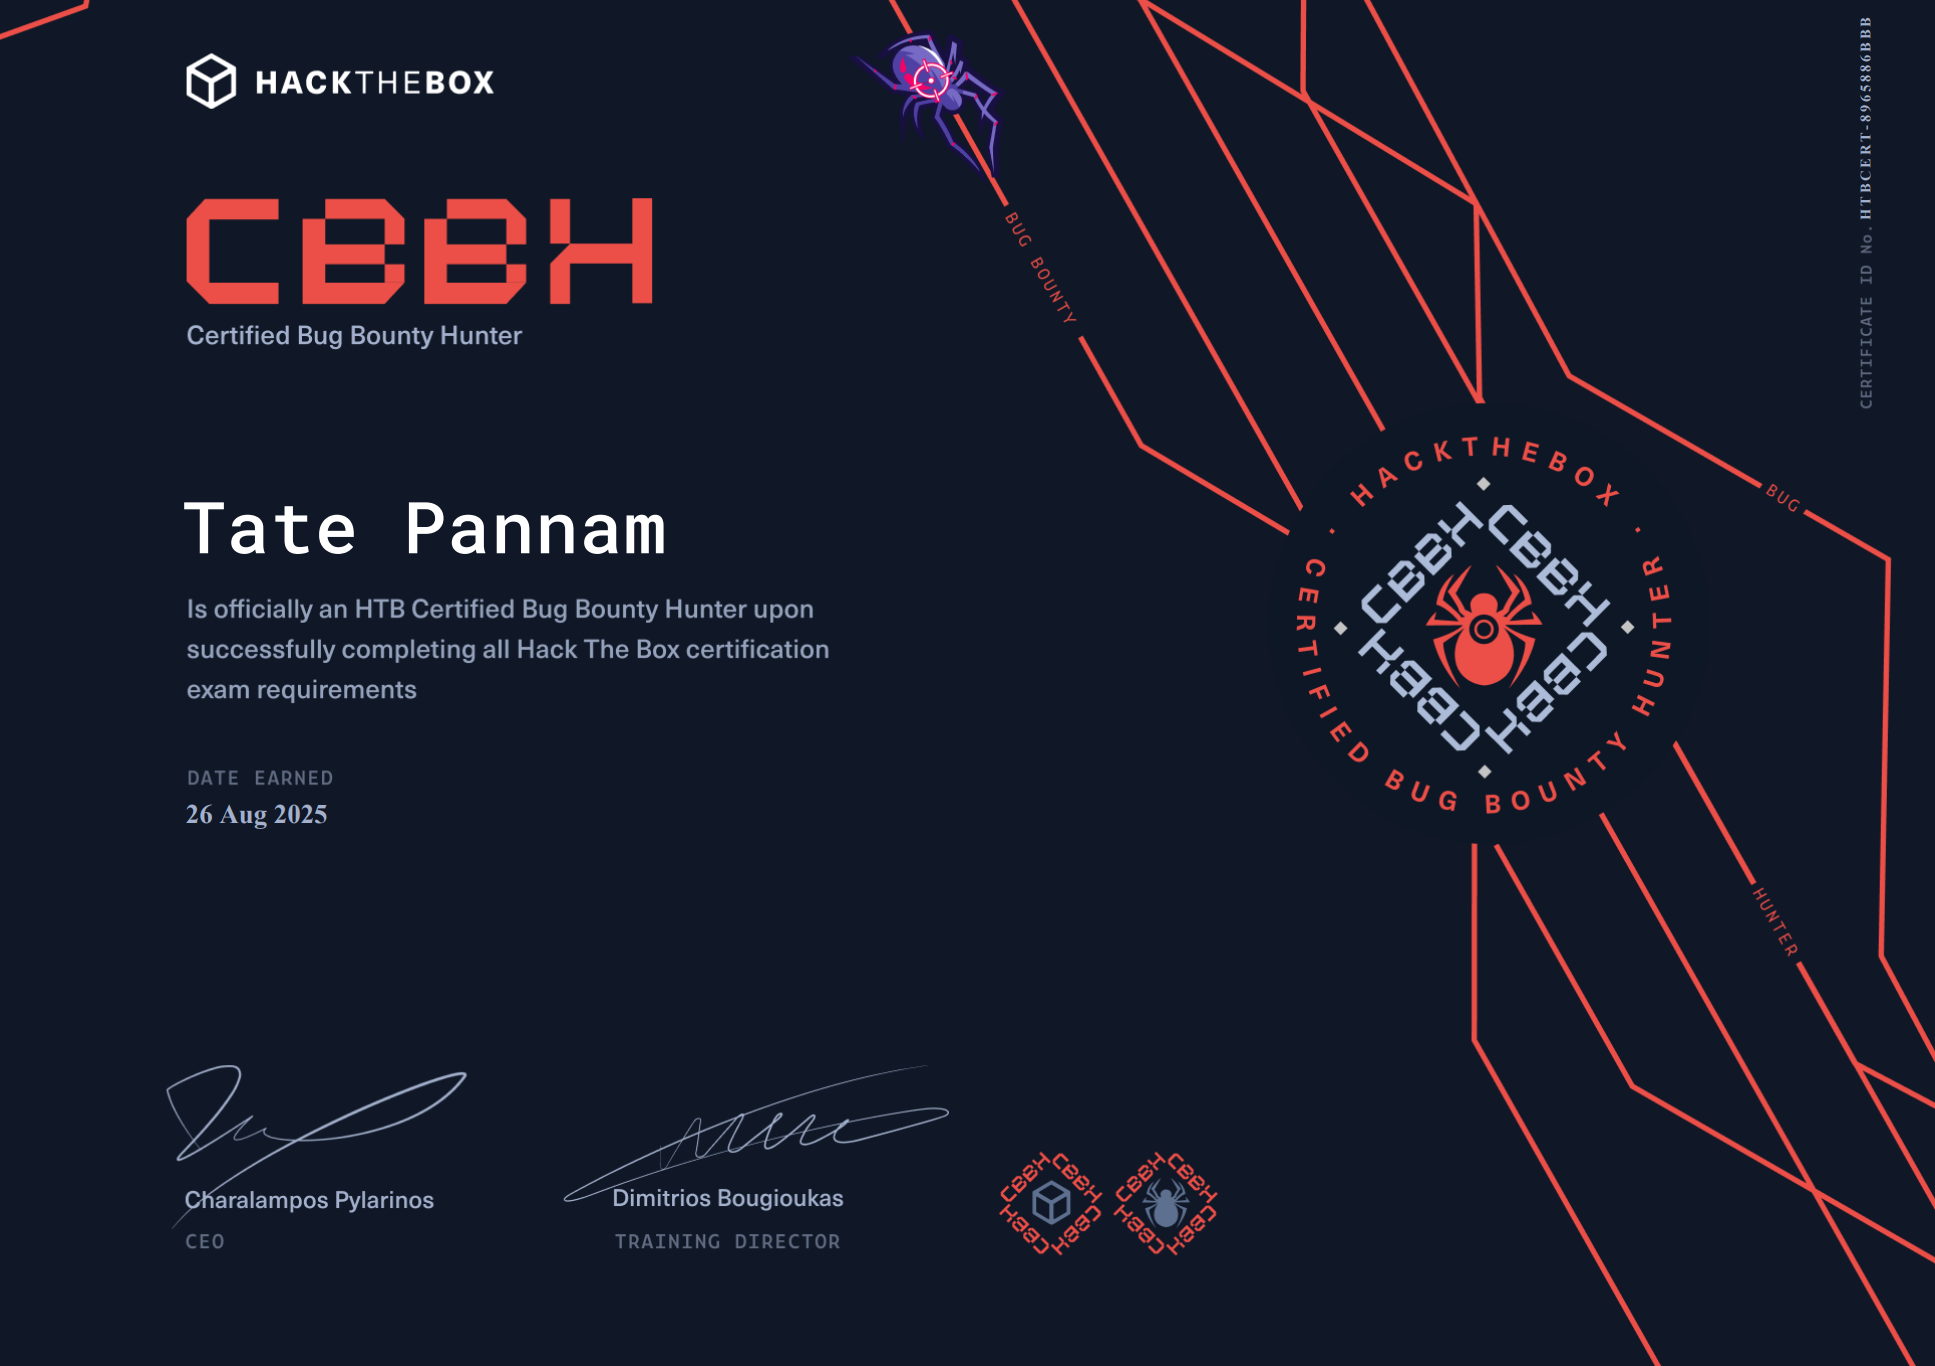 HACKTHEBOX
CBBH
Certified Bug Bounty Hunter
Tate Pannam
Is officially an HTB Certified Bug Bounty Hunter upon
successfully completing all Hack The Box certification
exam requirements
DATE EARNED
26 Aug 2025
Charalampos Pylarinos
CEO
Dimitrios Bougioukas
TRAINING DIRECTOR
CBBH CBBH CBBH CBBH
CBBH CBBH CBBH CBBH
BUG BOUNTY
· HACKTHEBOX ·
CERTIFIED BUG BOUNTY HUNTER
CBBH CBBH CBBH CBBH
BUG
HUNTER
CERTIFICATE ID No. HTBCERT-8965886BBB